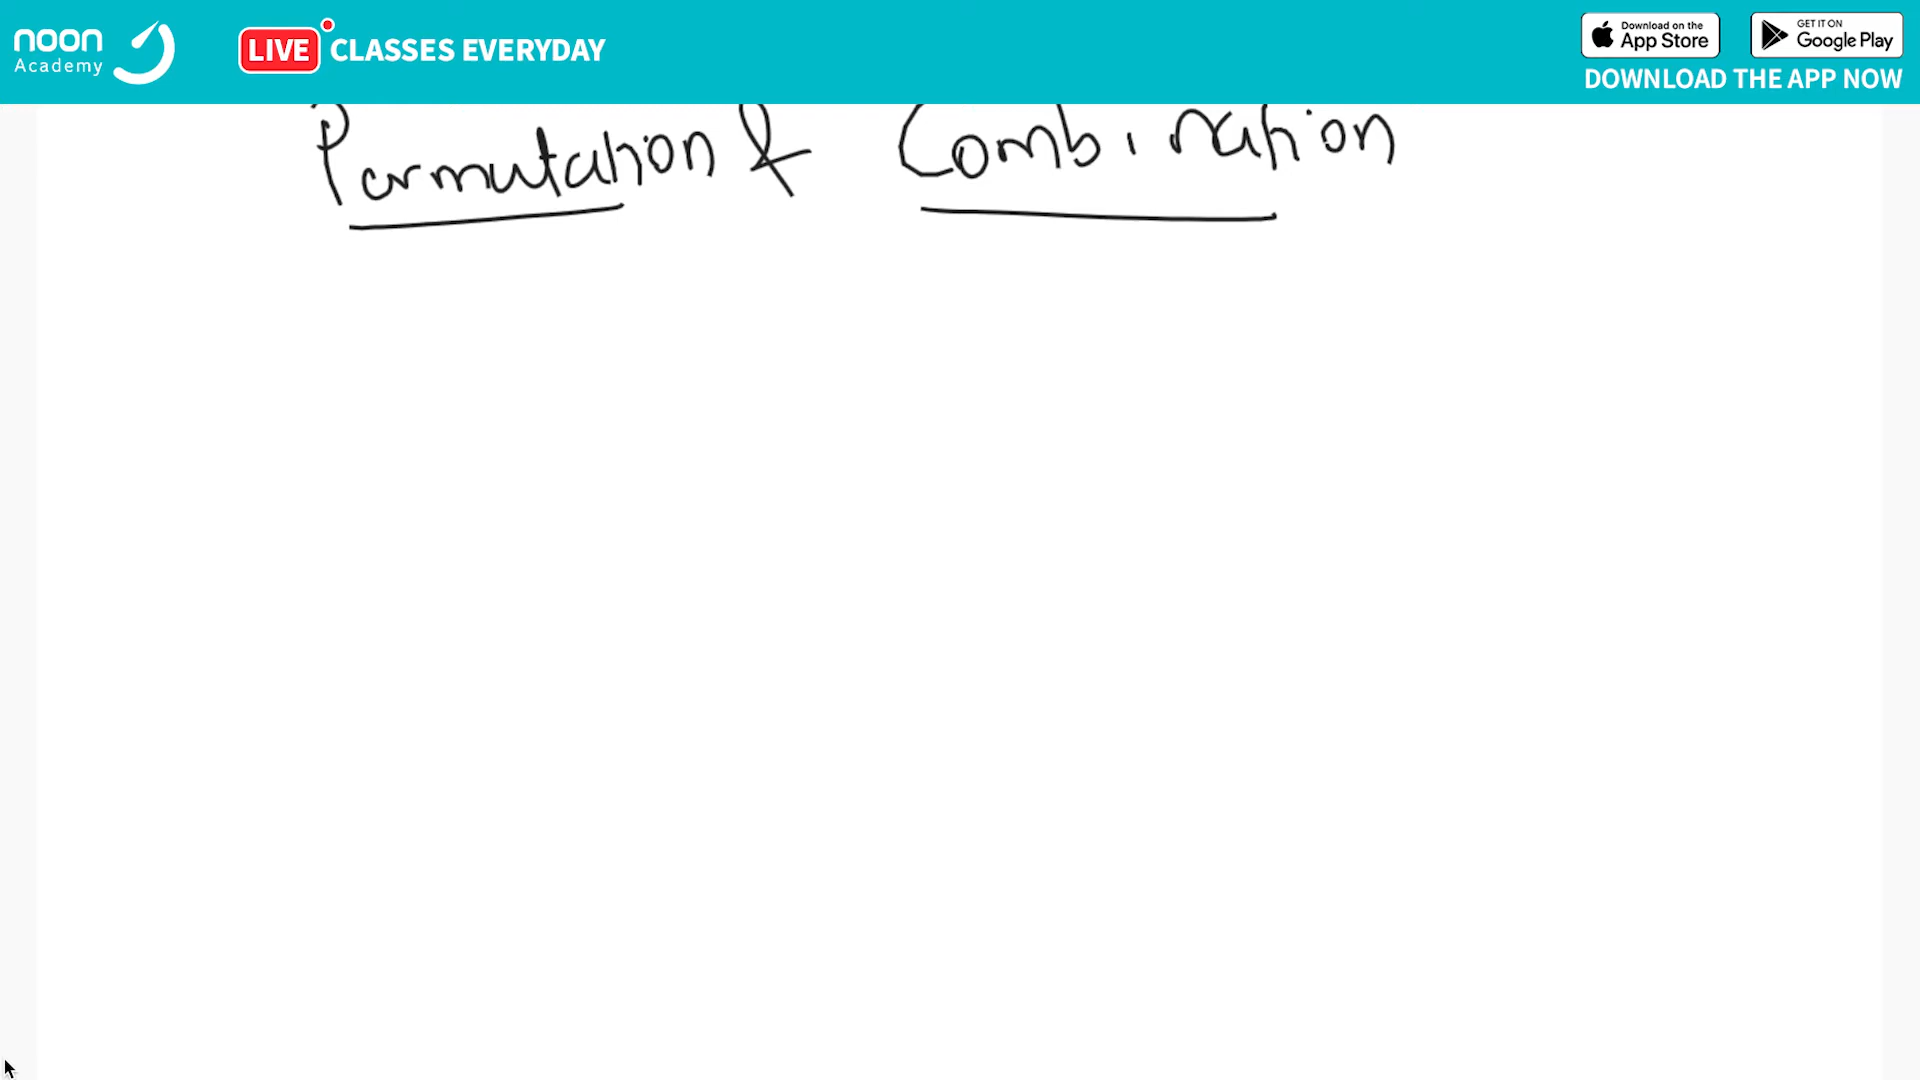 noon
Academy
LIVE CLASSES EVERYDAY
Download on the
App Store
GET IT ON
Google Play
DOWNLOAD THE APP NOW
Permutation & Combination